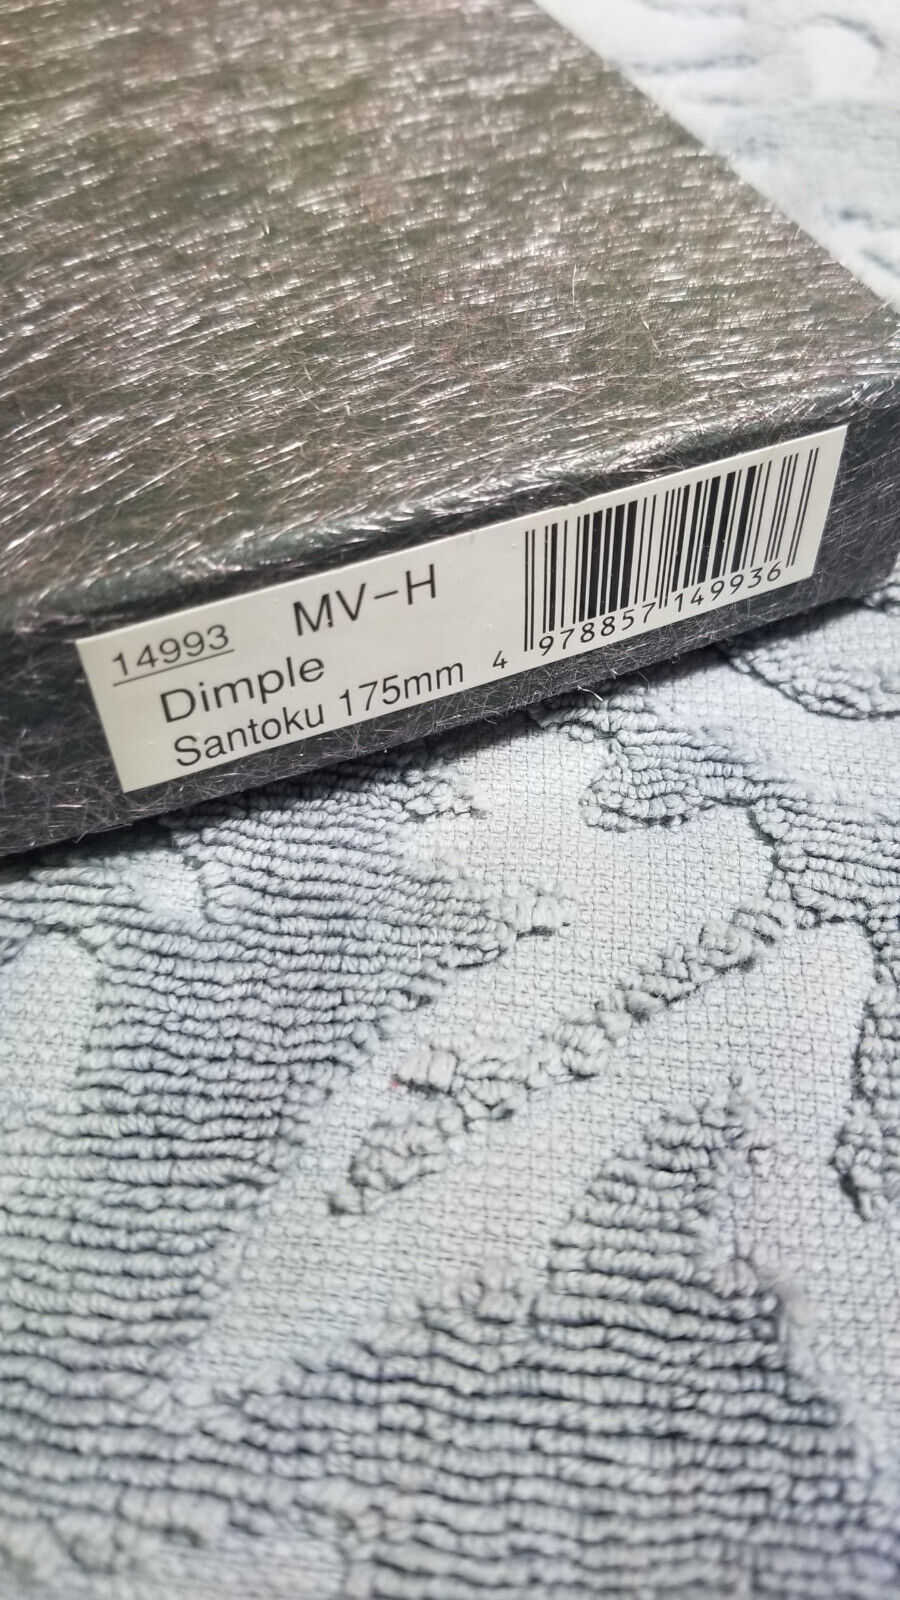 14993 MV-H
Dimple
Santoku 175mm
4 978857 149936